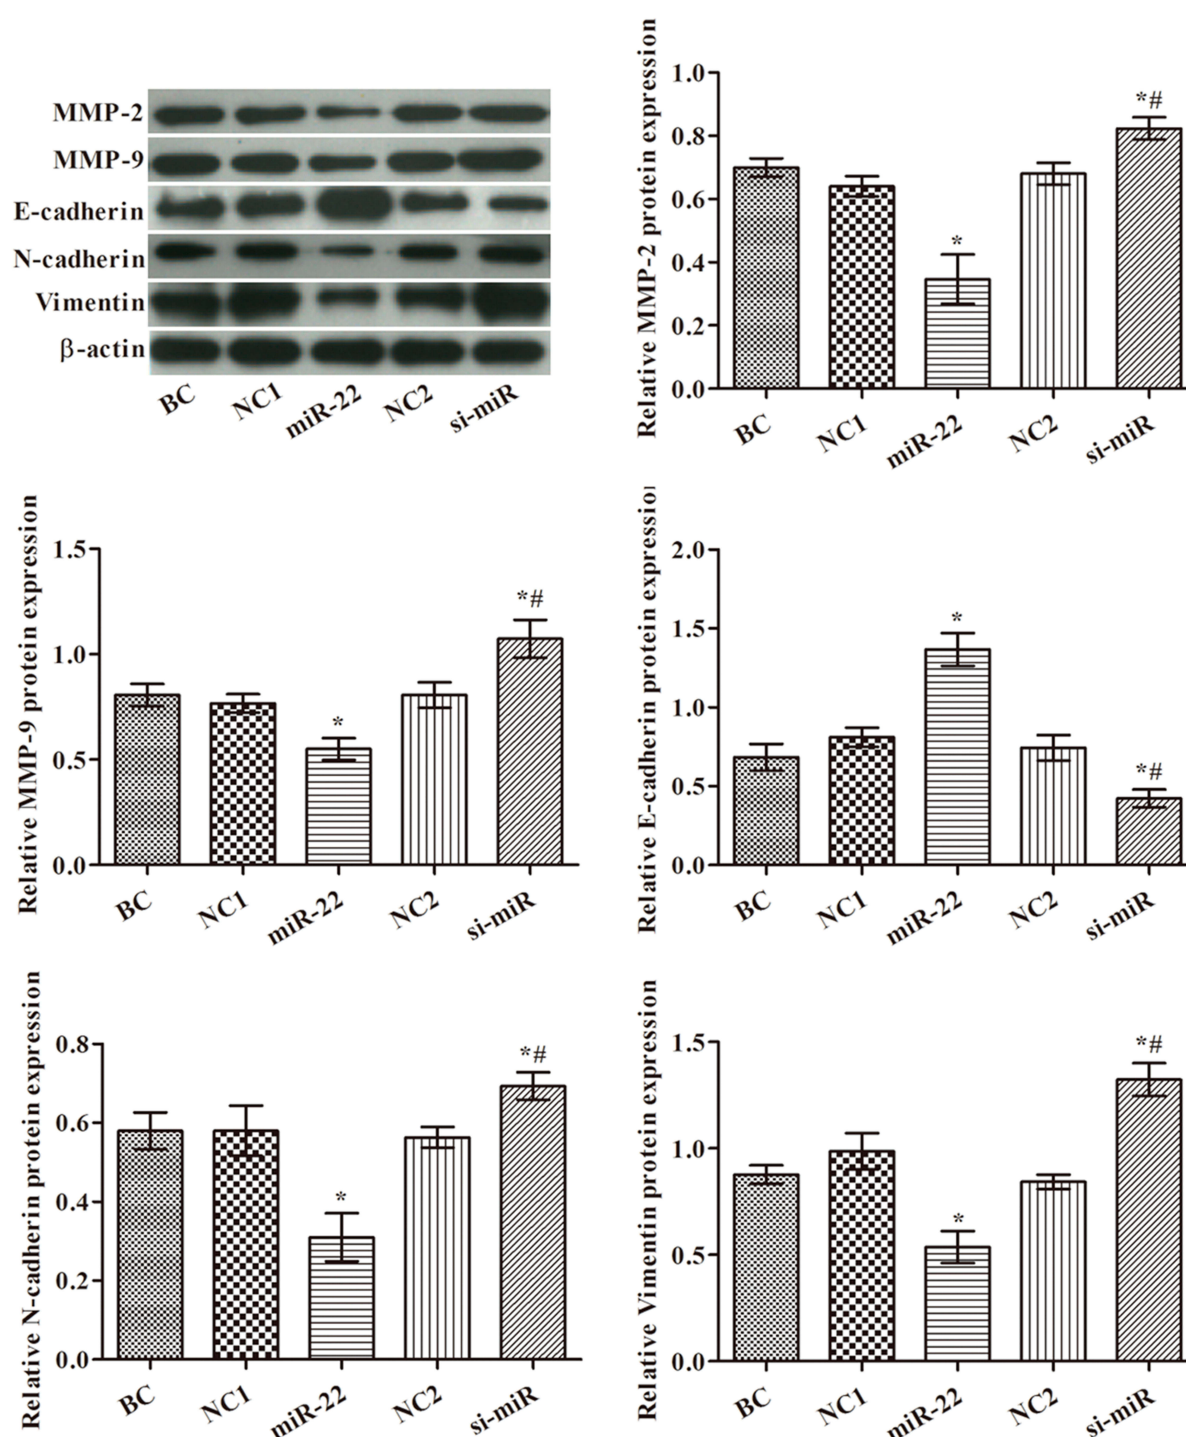 MMP-2
MMP-9
E-cadherin
N-cadherin
Vimentin
β-actin
BC NC1 miR-22 NC2 si-miR
Relative MMP-2 protein expression
1.0
0.8
0.6
0.4
0.2
0.0
*
*#
BC NC1 miR-22 NC2 si-miR
Relative MMP-9 protein expression
1.5
1.0
0.5
0.0
*
*#
BC NC1 miR-22 NC2 si-miR
Relative E-cadherin protein expression
2.0
1.5
1.0
0.5
0.0
*
*#
BC NC1 miR-22 NC2 si-miR
Relative N-cadherin protein expression
0.8
0.6
0.4
0.2
0.0
*
*#
BC NC1 miR-22 NC2 si-miR
Relative Vimentin protein expression
1.5
1.0
0.5
0.0
*
*#
BC NC1 miR-22 NC2 si-miR